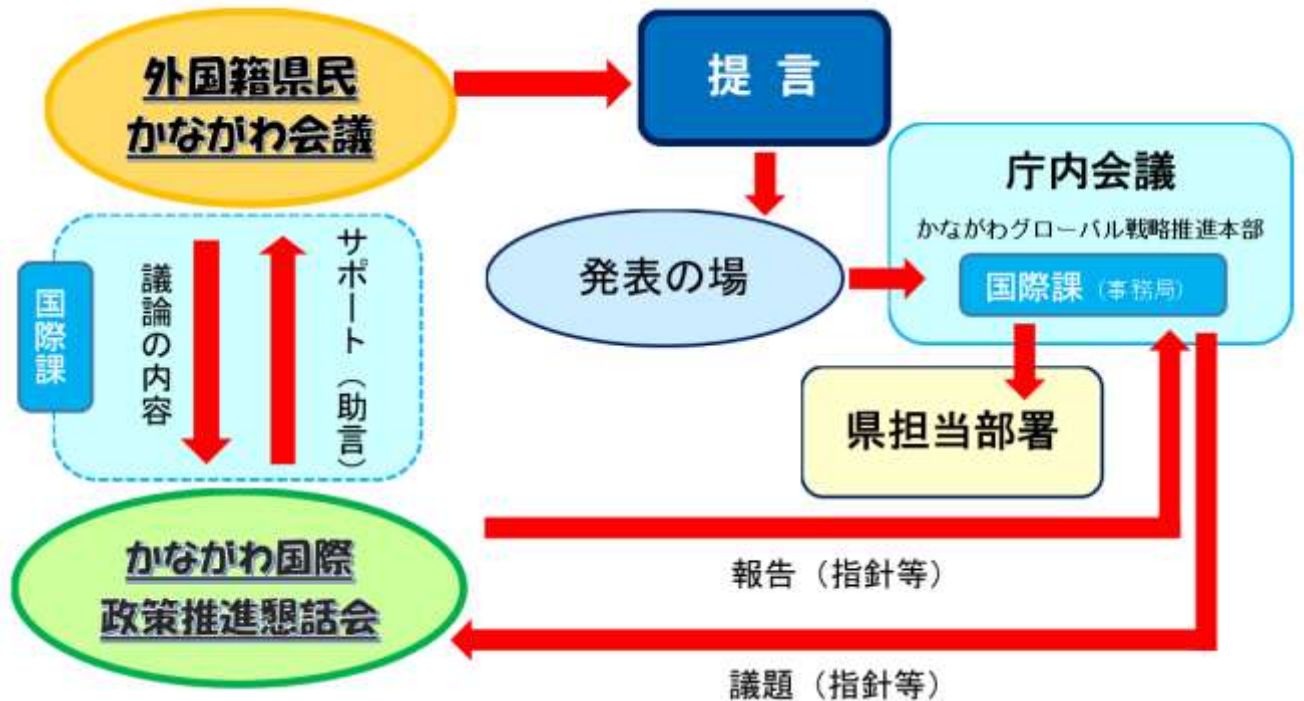 外国籍県民
かながわ会議
提 言
庁内会議
かながわグローバル戦略推進本部
国際課（事務局）
発表の場
国際課
議論の内容
サポート（助言）
県担当部署
かながわ国際
政策推進懇話会
報告（指針等）
議題（指針等）